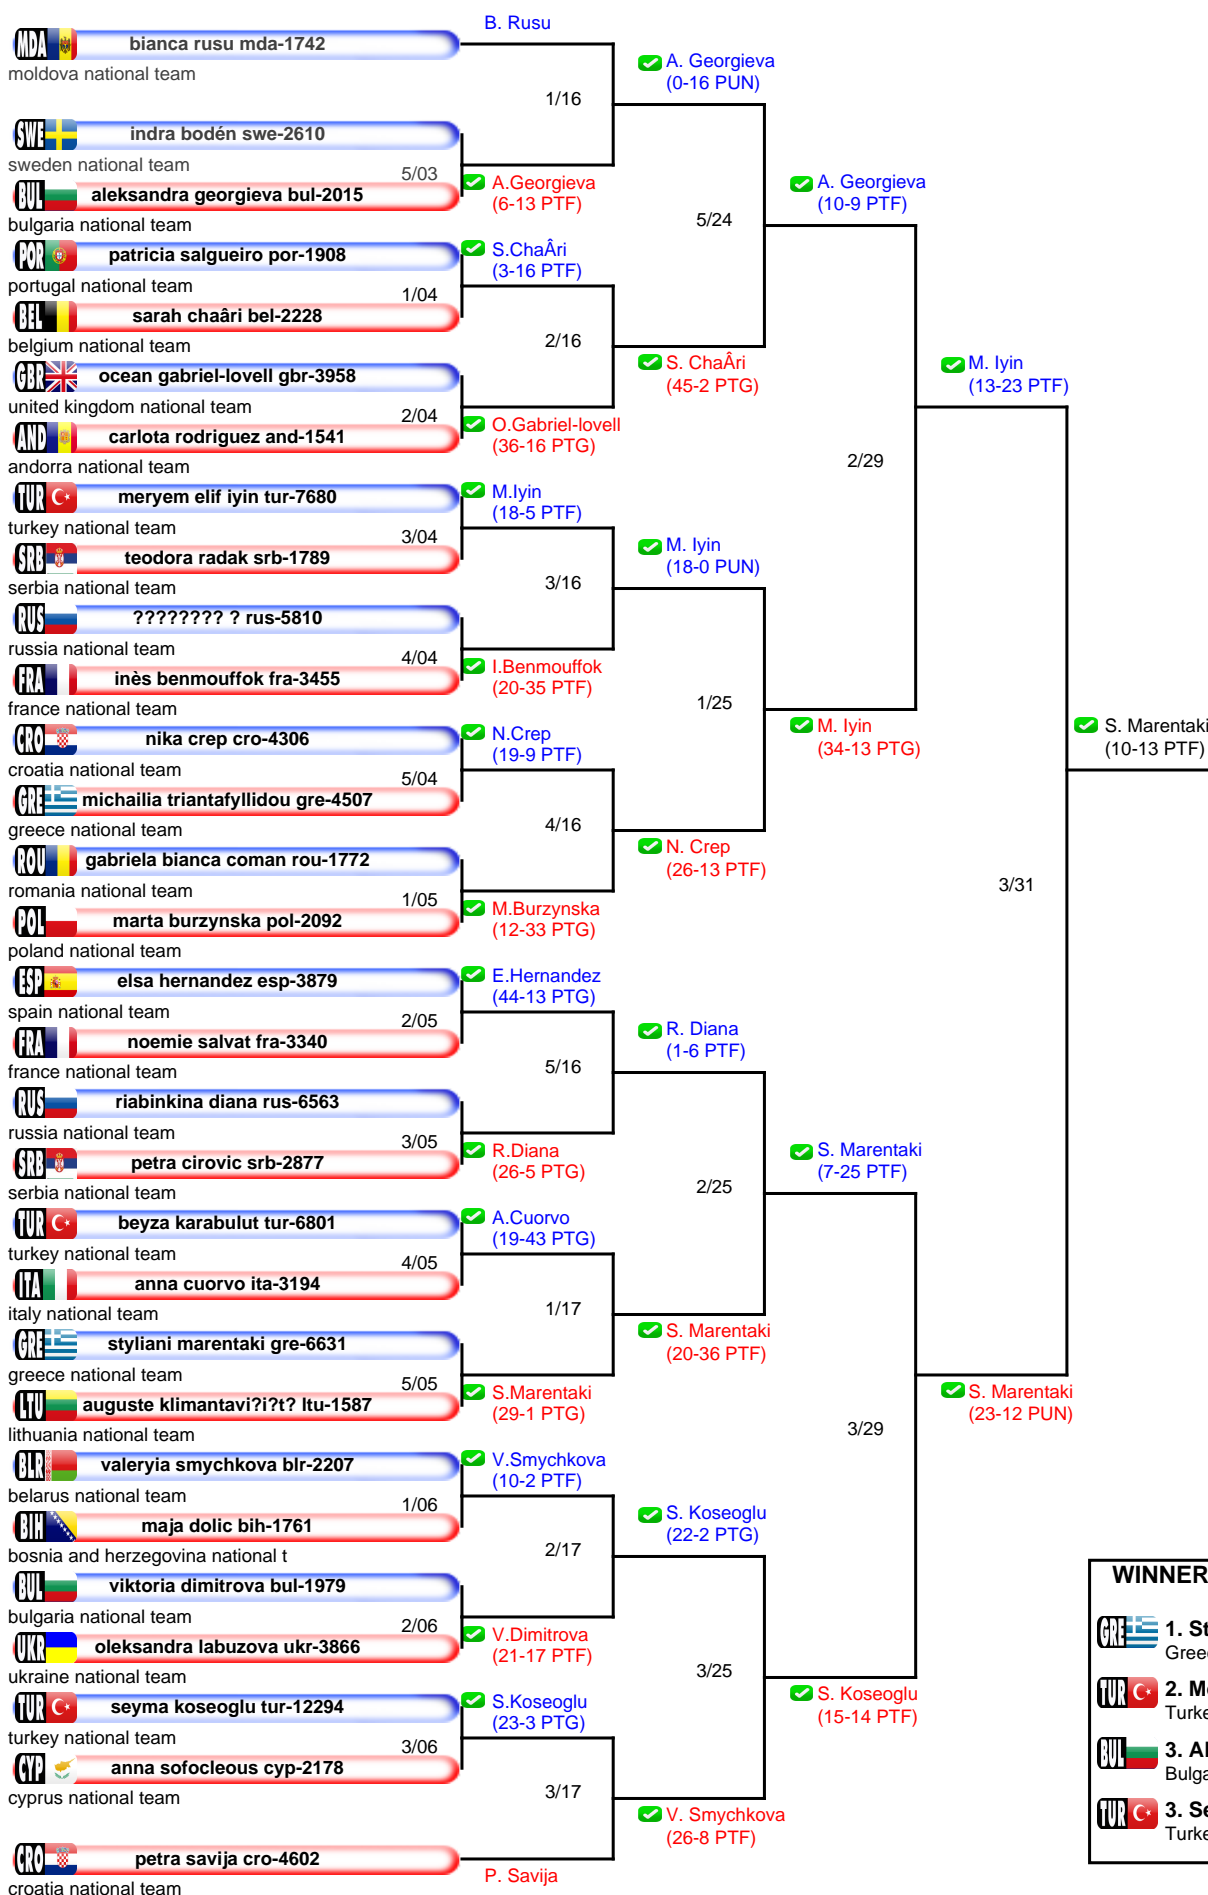 B. Rusu
MDA bianca rusu mda-1742
moldova national team
A. Georgieva
(0-16 PUN)
1/16
SWE indra bodén swe-2610
sweden national team
5/03
A.Georgieva
(6-13 PTF)
BUL aleksandra georgieva bul-2015
bulgaria national team
A. Georgieva
(10-9 PTF)
5/24
POR patricia salgueiro por-1908
portugal national team
S.ChaÂri
(3-16 PTF)
1/04
BEL sarah chaâri bel-2228
belgium national team
2/16
S. ChaÂri
(45-2 PTG)
GBR ocean gabriel-lovell gbr-3958
united kingdom national team
2/04
O.Gabriel-lovell
(36-16 PTG)
AND carlota rodriguez and-1541
andorra national team
M. Iyin
(13-23 PTF)
2/29
TUR meryem elif iyin tur-7680
turkey national team
M.Iyin
(18-5 PTF)
3/04
SRB teodora radak srb-1789
serbia national team
M. Iyin
(18-0 PUN)
3/16
RUS ???????? ? rus-5810
russia national team
4/04
I.Benmouffok
(20-35 PTF)
FRA inès benmouffok fra-3455
france national team
1/25
M. Iyin
(34-13 PTG)
S. Marentaki
(10-13 PTF)
CRO nika crep cro-4306
croatia national team
N.Crep
(19-9 PTF)
5/04
GRE michailia triantafyllidou gre-4507
greece national team
4/16
N. Crep
(26-13 PTF)
ROU gabriela bianca coman rou-1772
romania national team
1/05
M.Burzynska
(12-33 PTG)
POL marta burzynska pol-2092
poland national team
3/31
ESP elsa hernandez esp-3879
spain national team
E.Hernandez
(44-13 PTG)
2/05
FRA noemie salvat fra-3340
france national team
R. Diana
(1-6 PTF)
5/16
RUS riabinkina diana rus-6563
russia national team
3/05
R.Diana
(26-5 PTG)
SRB petra cirovic srb-2877
serbia national team
S. Marentaki
(7-25 PTF)
2/25
TUR beyza karabulut tur-6801
turkey national team
A.Cuorvo
(19-43 PTG)
4/05
ITA anna cuorvo ita-3194
italy national team
1/17
S. Marentaki
(20-36 PTF)
GRE styliani marentaki gre-6631
greece national team
5/05
S.Marentaki
(29-1 PTG)
LTU auguste klimantavi?i?t? ltu-1587
lithuania national team
S. Marentaki
(23-12 PUN)
3/29
BLR valeryia smychkova blr-2207
belarus national team
V.Smychkova
(10-2 PTF)
1/06
BIH maja dolic bih-1761
bosnia and herzegovina national t
S. Koseoglu
(22-2 PTG)
2/17
BUL viktoria dimitrova bul-1979
bulgaria national team
2/06
V.Dimitrova
(21-17 PTF)
UKR oleksandra labuzova ukr-3866
ukraine national team
3/25
S. Koseoglu
(15-14 PTF)
TUR seyma koseoglu tur-12294
turkey national team
S.Koseoglu
(23-3 PTG)
3/06
CYP anna sofocleous cyp-2178
cyprus national team
3/17
V. Smychkova
(26-8 PTF)
CRO petra savija cro-4602
P. Savija
croatia national team
WINNER
GRE 1. St
Greec
TUR 2. Me
Turke
BUL 3. Al
Bulga
TUR 3. Se
Turke